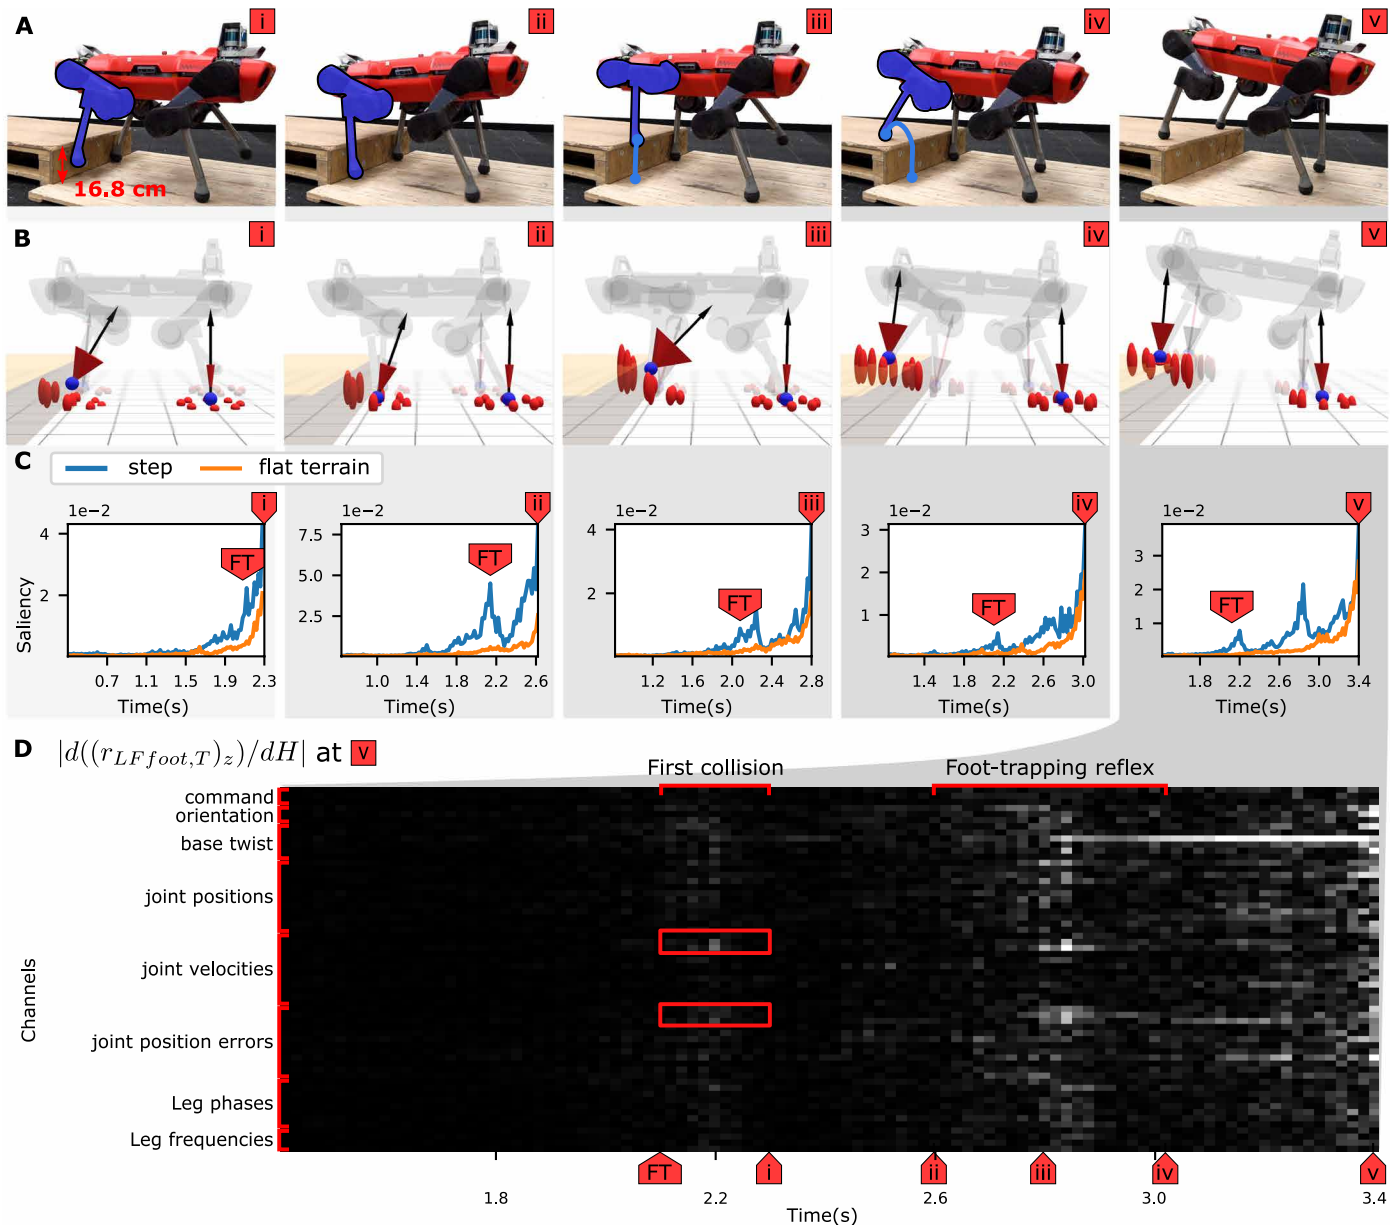 A
i
ii
iii
iv
v
16.8 cm
B
i
ii
iii
iv
v
C
step
flat terrain
i
ii
iii
iv
v
1e−2
1e−2
1e−2
1e−2
1e−2
Saliency
4
2
FT
0.7 1.1 1.5 1.9 2.3
Time(s)
7.5
5.0
2.5
FT
1.0 1.4 1.8 2.2 2.6
Time(s)
4
2
FT
1.2 1.6 2.0 2.4 2.8
Time(s)
3
2
1
FT
1.4 1.8 2.2 2.6 3.0
Time(s)
3
2
1
FT
1.8 2.2 2.6 3.0 3.4
Time(s)
D |d((r_{LFfoot,T})_z)/dH| at v
First collision
Foot-trapping reflex
Channels
command
orientation
base twist
joint positions
joint velocities
joint position errors
Leg phases
Leg frequencies
FT i ii iii iv v
1.8 2.2 2.6 3.0 3.4
Time(s)